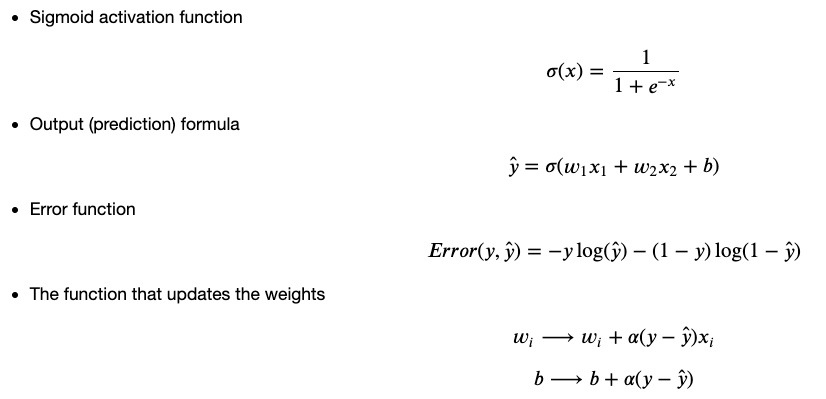 • Sigmoid activation function
σ(x) = 1 / (1 + e^{−x})
• Output (prediction) formula
ŷ = σ(w₁x₁ + w₂x₂ + b)
• Error function
Error(y, ŷ) = −y log(ŷ) − (1 − y) log(1 − ŷ)
• The function that updates the weights
wᵢ ⟶ wᵢ + α(y − ŷ)xᵢ
b ⟶ b + α(y − ŷ)